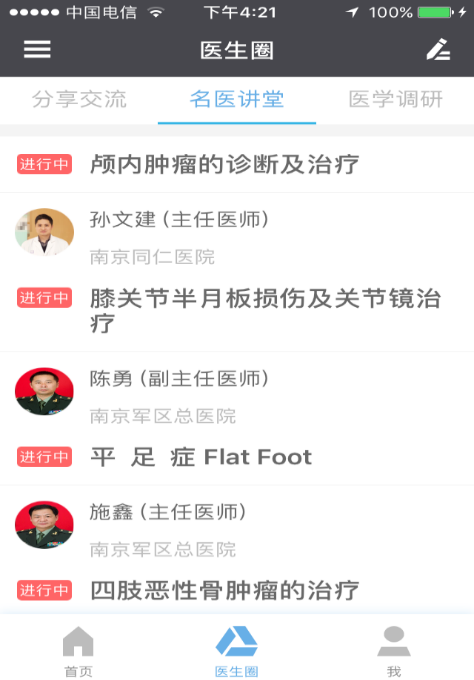 中国电信
下午4:21
100%
医生圈
分享交流
名医讲堂
医学调研
进行中
颅内肿瘤的诊断及治疗
孙文建(主任医师)
南京同仁医院
进行中
膝关节半月板损伤及关节镜治
疗
陈勇(副主任医师)
南京军区总医院
进行中
平 足 症 Flat Foot
施鑫(主任医师)
南京军区总医院
进行中
四肢恶性骨肿瘤的治疗
首页
医生圈
我